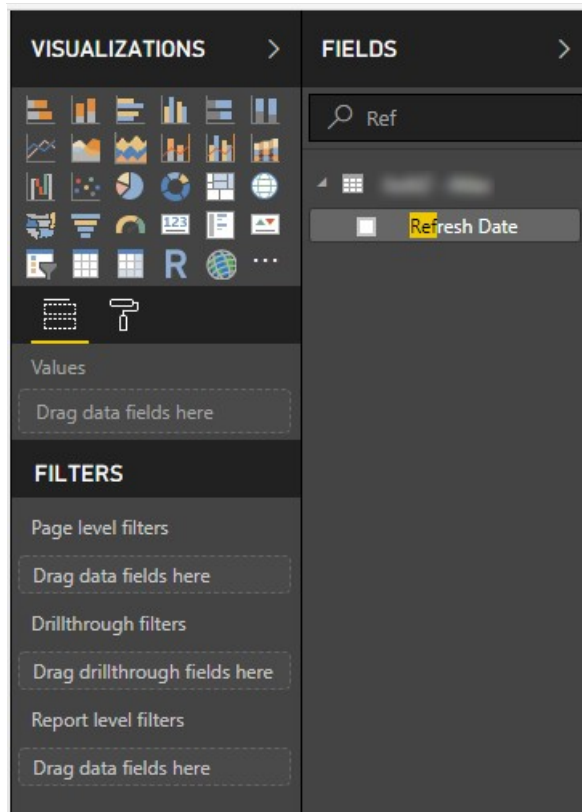 VISUALIZATIONS
123
R
Values
Drag data fields here
FILTERS
Page level filters
Drag data fields here
Drillthrough filters
Drag drillthrough fields here
Report level filters
Drag data fields here
FIELDS
Ref
Refresh Date